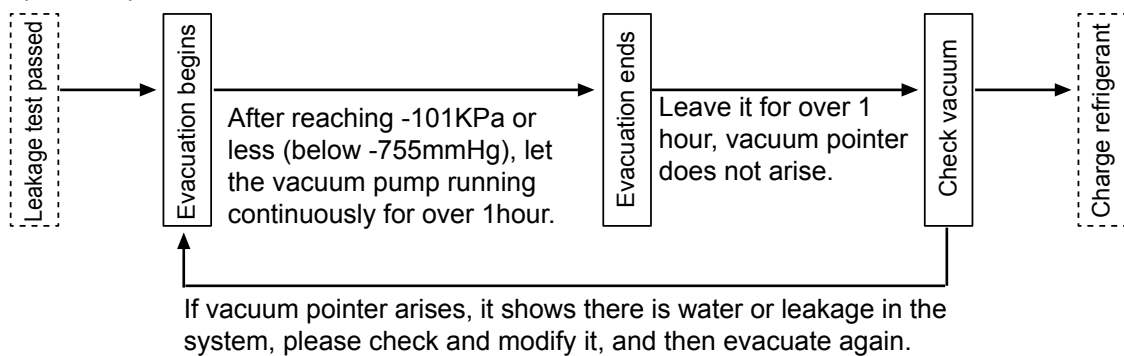 Leakage test passed
Evacuation begins
After reaching -101KPa or
less (below -755mmHg), let
the vacuum pump running
continuously for over 1hour.
Evacuation ends
Leave it for over 1
hour, vacuum pointer
does not arise.
Check vacuum
Charge refrigerant
If vacuum pointer arises, it shows there is water or leakage in the
system, please check and modify it, and then evacuate again.